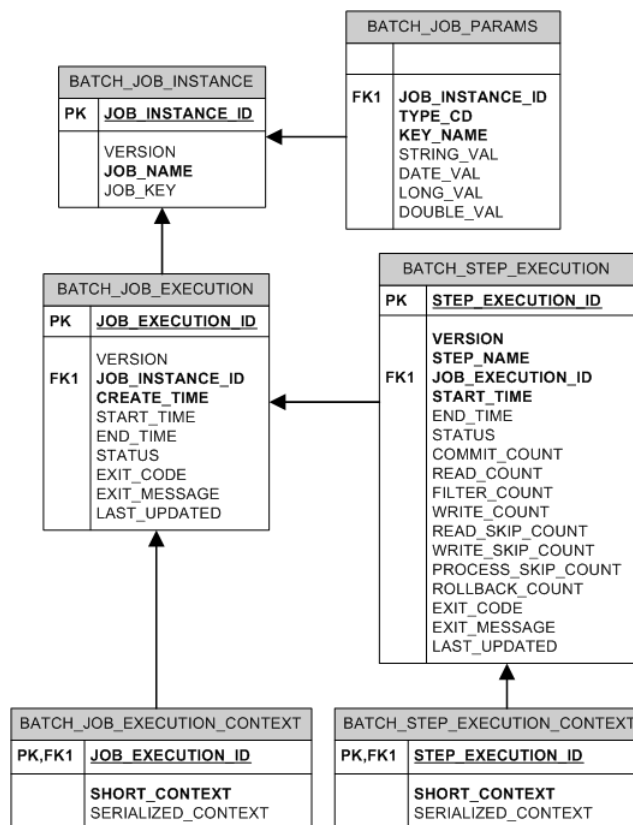 BATCH_JOB_PARAMS
FK1 JOB_INSTANCE_ID
TYPE_CD
KEY_NAME
STRING_VAL
DATE_VAL
LONG_VAL
DOUBLE_VAL
BATCH_JOB_INSTANCE
PK JOB_INSTANCE_ID
VERSION
JOB_NAME
JOB_KEY
BATCH_JOB_EXECUTION
PK JOB_EXECUTION_ID
VERSION
FK1 JOB_INSTANCE_ID
CREATE_TIME
START_TIME
END_TIME
STATUS
EXIT_CODE
EXIT_MESSAGE
LAST_UPDATED
BATCH_STEP_EXECUTION
PK STEP_EXECUTION_ID
VERSION
STEP_NAME
FK1 JOB_EXECUTION_ID
START_TIME
END_TIME
STATUS
COMMIT_COUNT
READ_COUNT
FILTER_COUNT
WRITE_COUNT
READ_SKIP_COUNT
WRITE_SKIP_COUNT
PROCESS_SKIP_COUNT
ROLLBACK_COUNT
EXIT_CODE
EXIT_MESSAGE
LAST_UPDATED
BATCH_JOB_EXECUTION_CONTEXT
PK,FK1 JOB_EXECUTION_ID
SHORT_CONTEXT
SERIALIZED_CONTEXT
BATCH_STEP_EXECUTION_CONTEXT
PK,FK1 STEP_EXECUTION_ID
SHORT_CONTEXT
SERIALIZED_CONTEXT